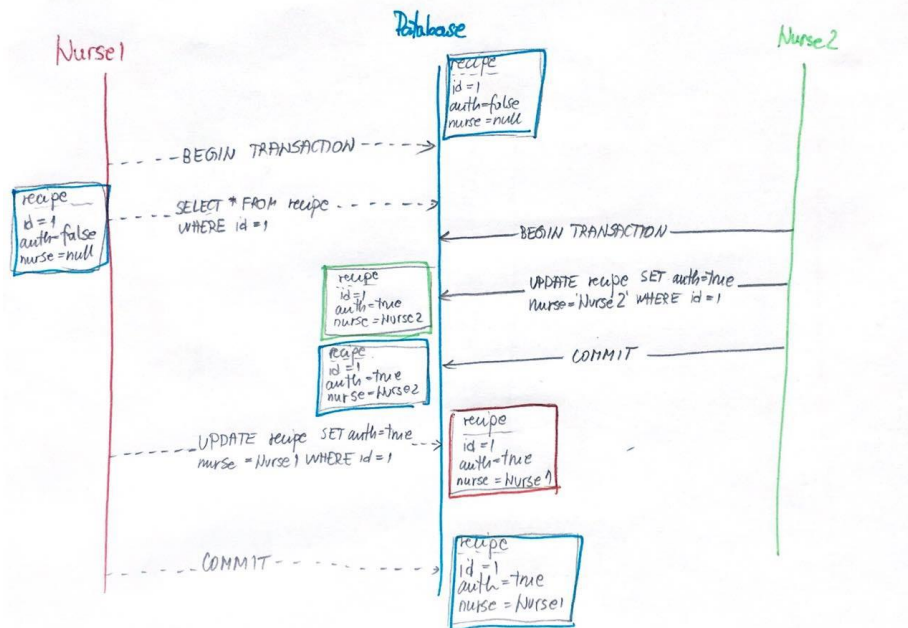 Database
Nurse1
Nurse2
recipe
id=1
auth=false
nurse=null
BEGIN TRANSACTION
recipe
id=1
auth=false
nurse=null
SELECT * FROM recipe
WHERE id=1
BEGIN TRANSACTION
recipe
id=1
auth=true
nurse=Nurse2
UPDATE recipe SET auth=true
nurse='Nurse2' WHERE id=1
recipe
id=1
auth=true
nurse=Nurse2
COMMIT
UPDATE recipe SET auth=true
nurse=Nurse1 WHERE id=1
recipe
id=1
auth=true
nurse=Nurse1
COMMIT
recipe
id=1
auth=true
nurse=Nurse1